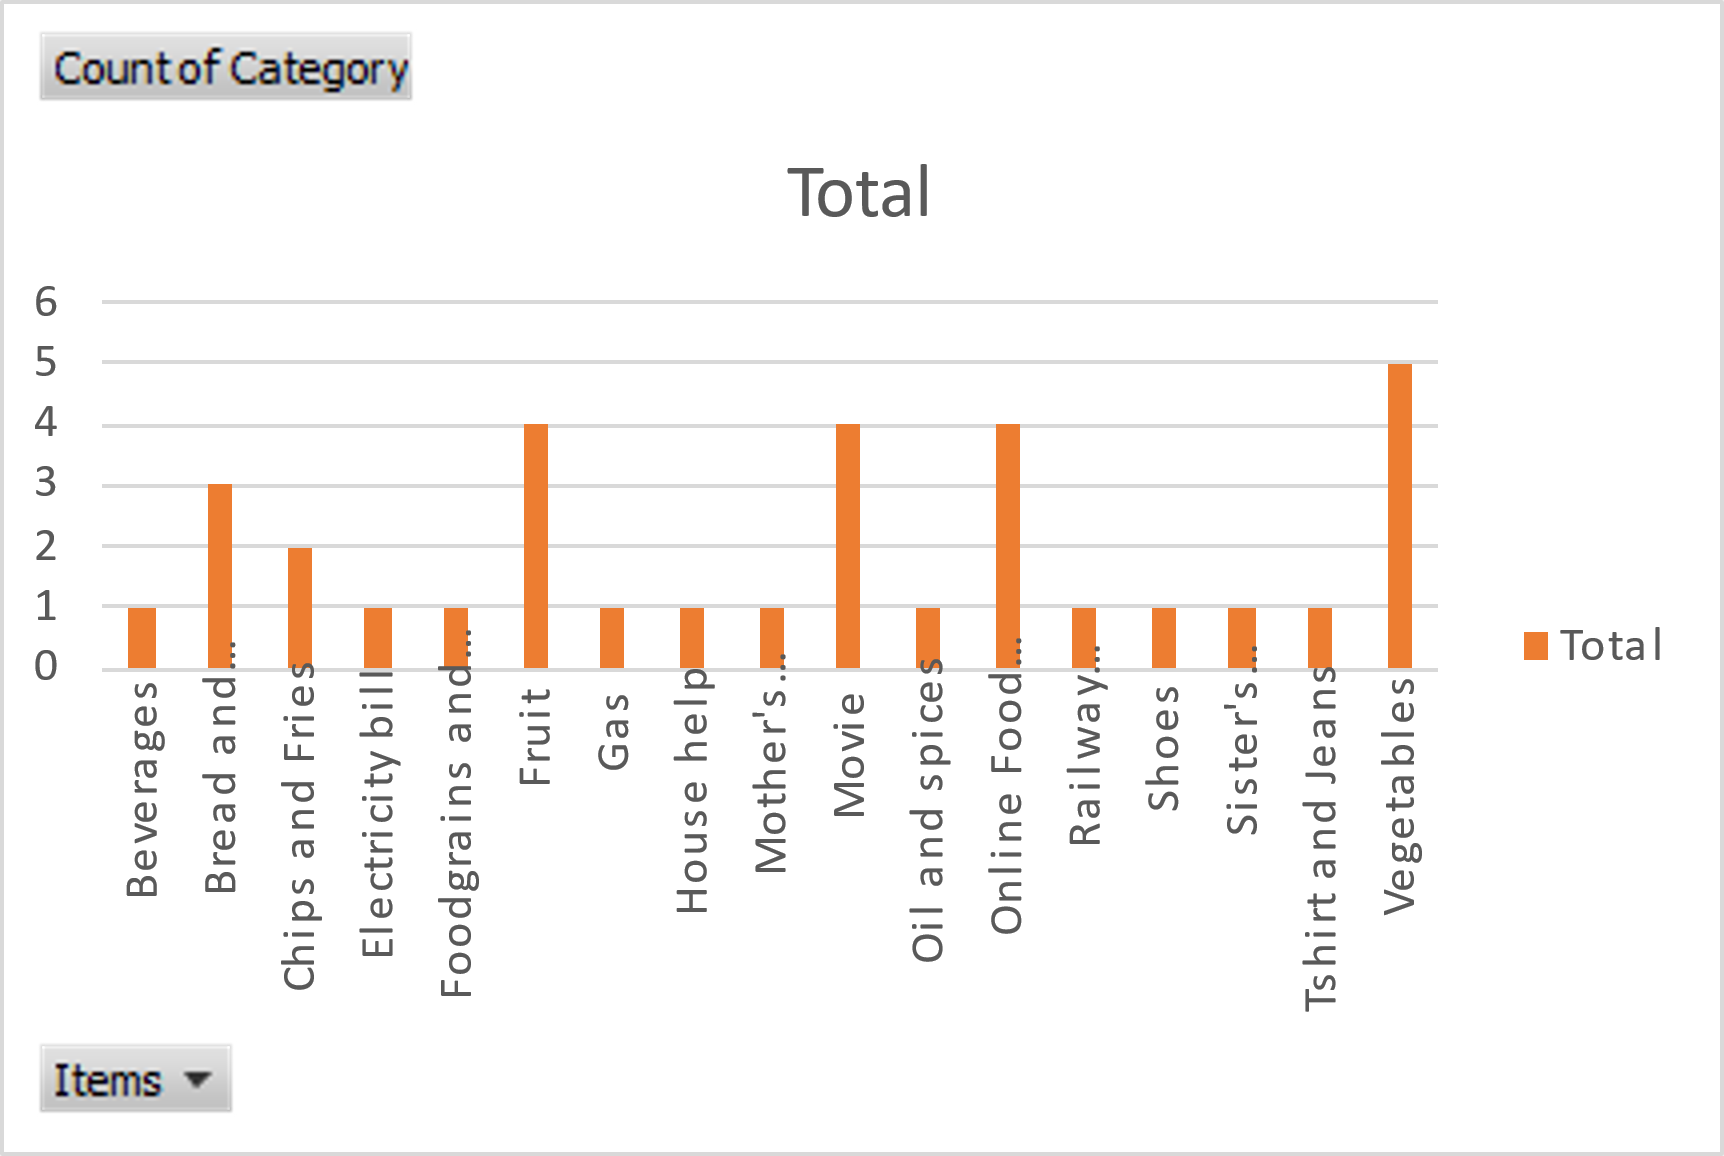 Count of Category
Total
6
5
4
3
2
1
0
Beverages
Bread and...
Chips and Fries
Electricity bill
Foodgrains and...
Fruit
Gas
House help
Mother's...
Movie
Oil and spices
Online Food...
Railway...
Shoes
Sister's...
Tshirt and Jeans
Vegetables
Total
Items